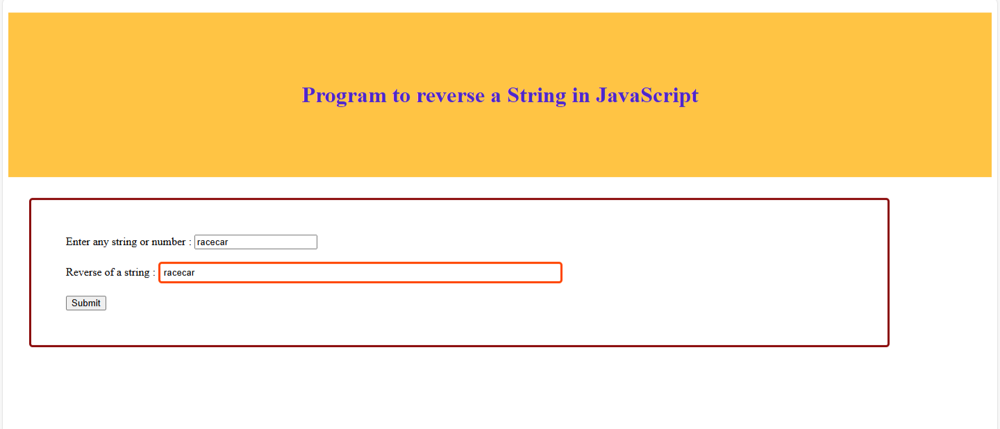 Program to reverse a String in JavaScript
Enter any string or number : racecar
Reverse of a string : racecar
Submit